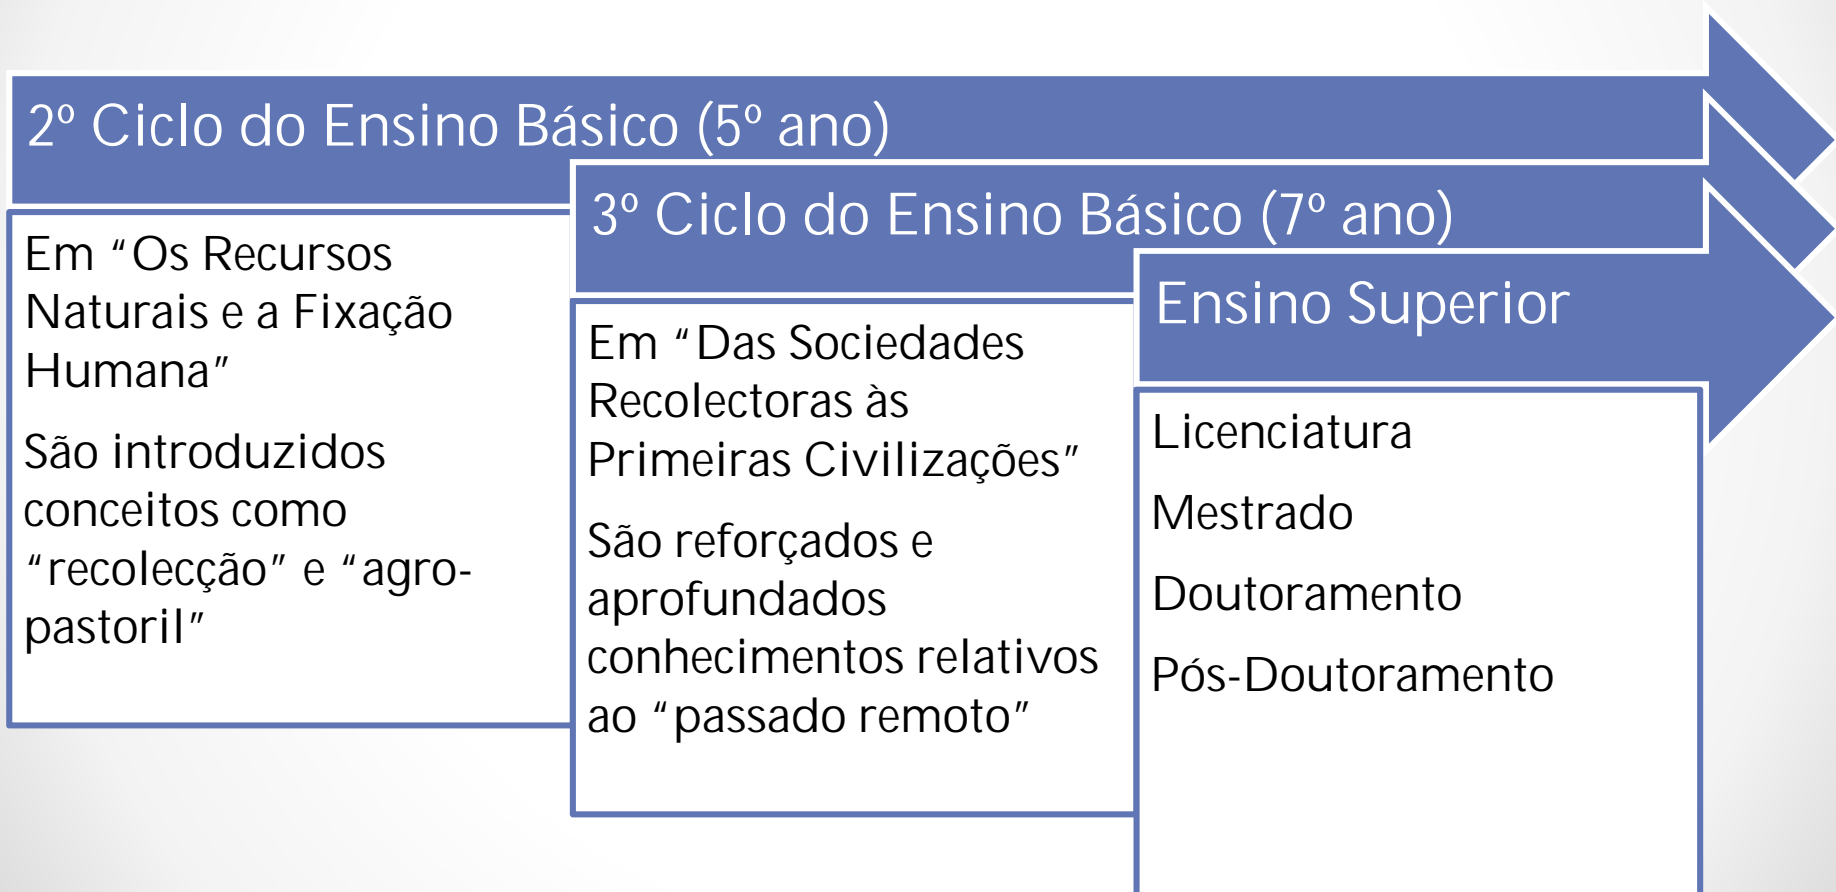 2º Ciclo do Ensino Básico (5º ano)
Em “Os Recursos
Naturais e a Fixação
Humana”
São introduzidos
conceitos como
“recolecção” e “agro-
pastoril”
3º Ciclo do Ensino Básico (7º ano)
Em “Das Sociedades
Recolectoras às
Primeiras Civilizações”
São reforçados e
aprofundados
conhecimentos relativos
ao “passado remoto”
Ensino Superior
Licenciatura
Mestrado
Doutoramento
Pós-Doutoramento